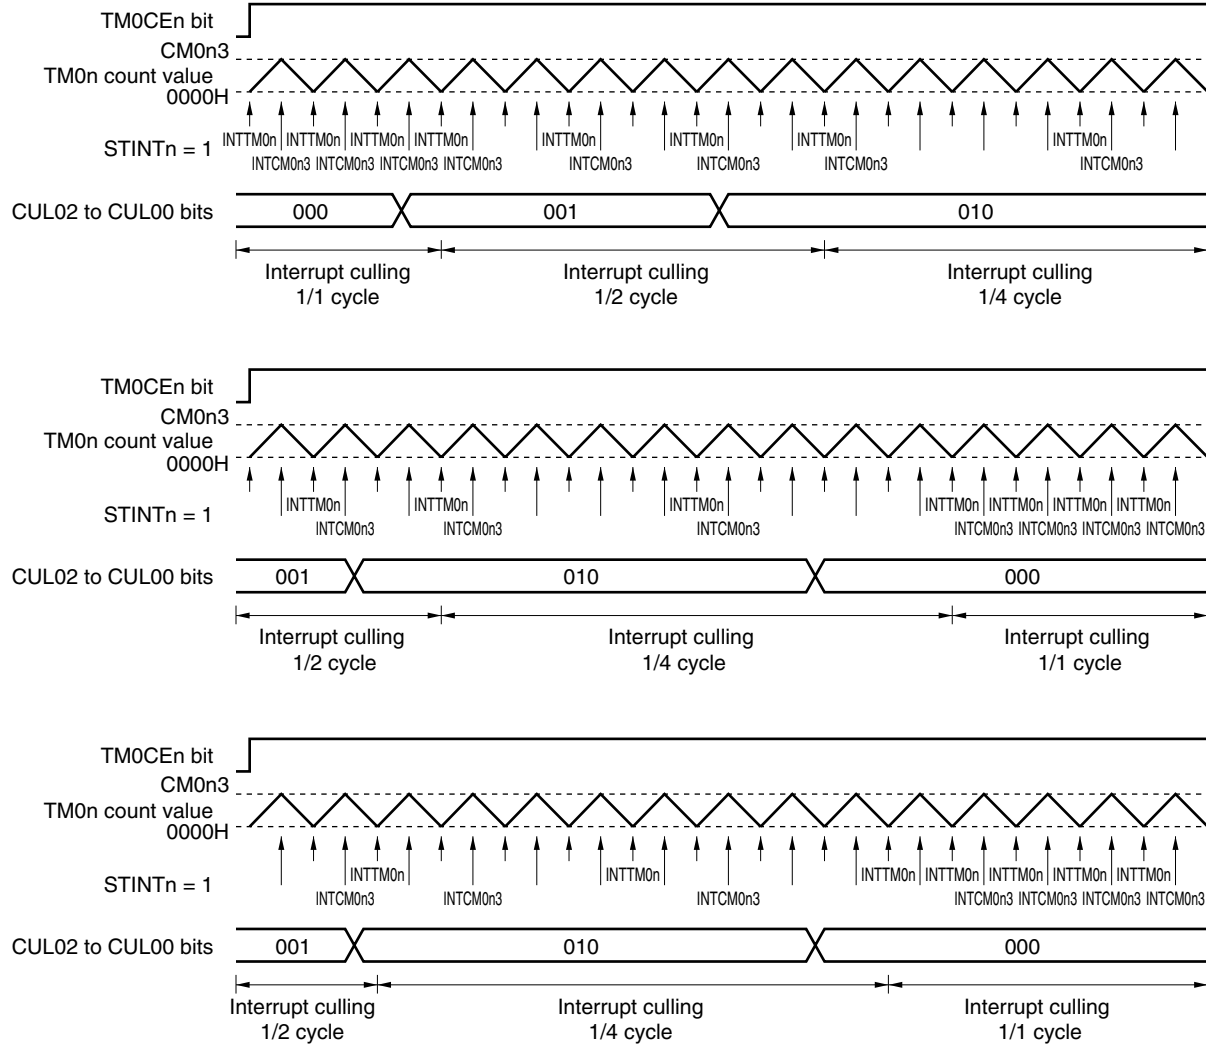 TM0CEn bit
CM0n3
TM0n count value
0000H
STINTn = 1
INTTM0n INTTM0n INTTM0n INTTM0n INTTM0n INTTM0n INTTM0n INTTM0n
INTCM0n3 INTCM0n3 INTCM0n3 INTCM0n3 INTCM0n3 INTCM0n3 INTCM0n3 INTCM0n3
CUL02 to CUL00 bits 000 001 010
Interrupt culling Interrupt culling Interrupt culling
1/1 cycle 1/2 cycle 1/4 cycle
TM0CEn bit
CM0n3
TM0n count value
0000H
INTTM0n INTTM0n INTTM0n INTTM0n INTTM0n INTTM0n INTTM0n
STINTn = 1
INTCM0n3 INTCM0n3 INTCM0n3 INTCM0n3 INTCM0n3 INTCM0n3 INTCM0n3
CUL02 to CUL00 bits 001 010 000
Interrupt culling Interrupt culling Interrupt culling
1/2 cycle 1/4 cycle 1/1 cycle
TM0CEn bit
CM0n3
TM0n count value
0000H
INTTM0n INTTM0n INTTM0n INTTM0n INTTM0n INTTM0n INTTM0n
STINTn = 1
INTCM0n3 INTCM0n3 INTCM0n3 INTCM0n3 INTCM0n3 INTCM0n3 INTCM0n3
CUL02 to CUL00 bits 001 010 000
Interrupt culling Interrupt culling Interrupt culling
1/2 cycle 1/4 cycle 1/1 cycle